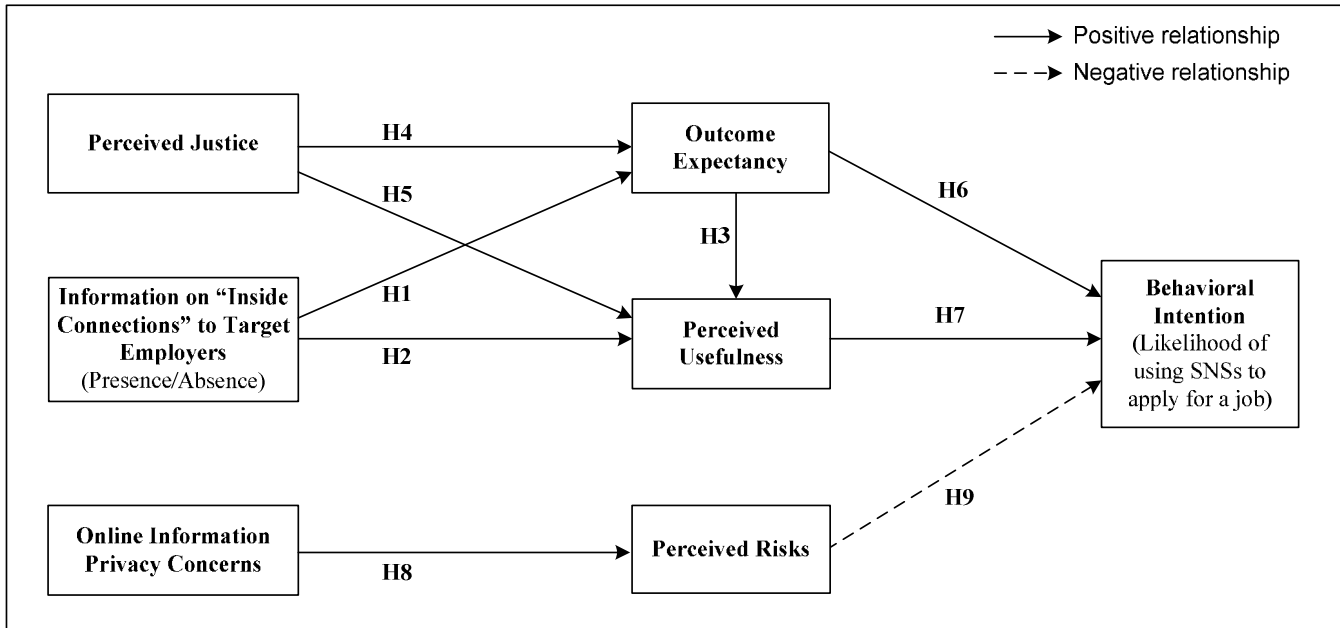 Positive relationship
Negative relationship
Perceived Justice
H4
Outcome
Expectancy
H5
H6
H3
Information on “Inside
Connections” to Target
Employers
(Presence/Absence)
H1
H2
Perceived
Usefulness
H7
Behavioral
Intention
(Likelihood of
using SNSs to
apply for a job)
Online Information
Privacy Concerns
H8
Perceived Risks
H9